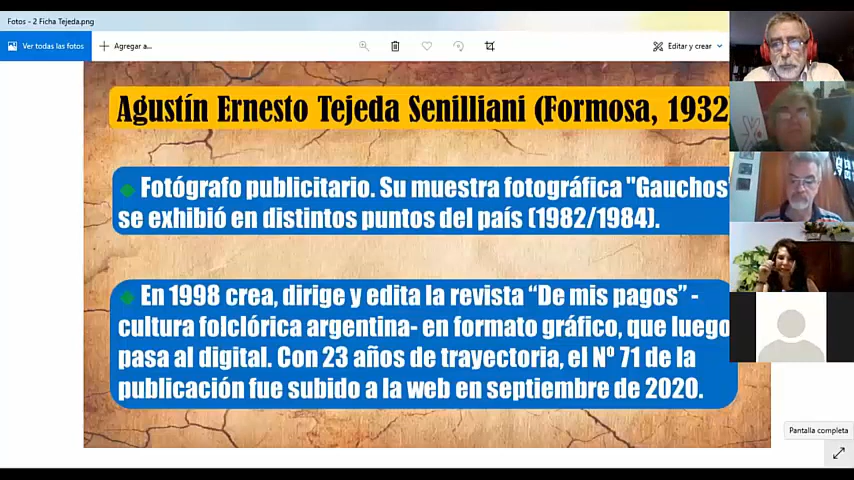 Fotos - 2 Ficha Tejeda.png
Ver todas las fotos
Agregar a...
Editar y crear
Agustín Ernesto Tejeda Senilliani (Formosa, 1932
Fotógrafo publicitario. Su muestra fotográfica "Gauchos"
se exhibió en distintos puntos del país (1982/1984).
En 1998 crea, dirige y edita la revista “De mis pagos” -
cultura folclórica argentina- en formato gráfico, que luego
pasa al digital. Con 23 años de trayectoria, el Nº 71 de la
publicación fue subido a la web en septiembre de 2020.
Pantalla completa